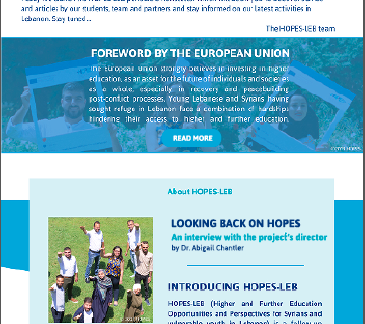 and articles by our students, team and partners and stay informed on our latest activities in
Lebanon. Stay tuned ...
The HOPES-LEB team
FOREWORD BY THE EUROPEAN UNION
The European Union strongly believes in investing in higher
education, as an asset for the future of individuals and societies
as a whole, especially in recovery and peacebuilding
post-conflict processes. Young Lebanese and Syrians having
sought refuge in Lebanon face a combination of hardships
hindering their access to higher and further education.
READ MORE
About HOPES-LEB
LOOKING BACK ON HOPES
An interview with the project's director
by Dr. Abigail Chantler
INTRODUCING HOPES-LEB
HOPES-LEB (Higher and Further Education
Opportunities and Perspectives for Syrians and
vulnerable youth in Lebanon) is a follow-up